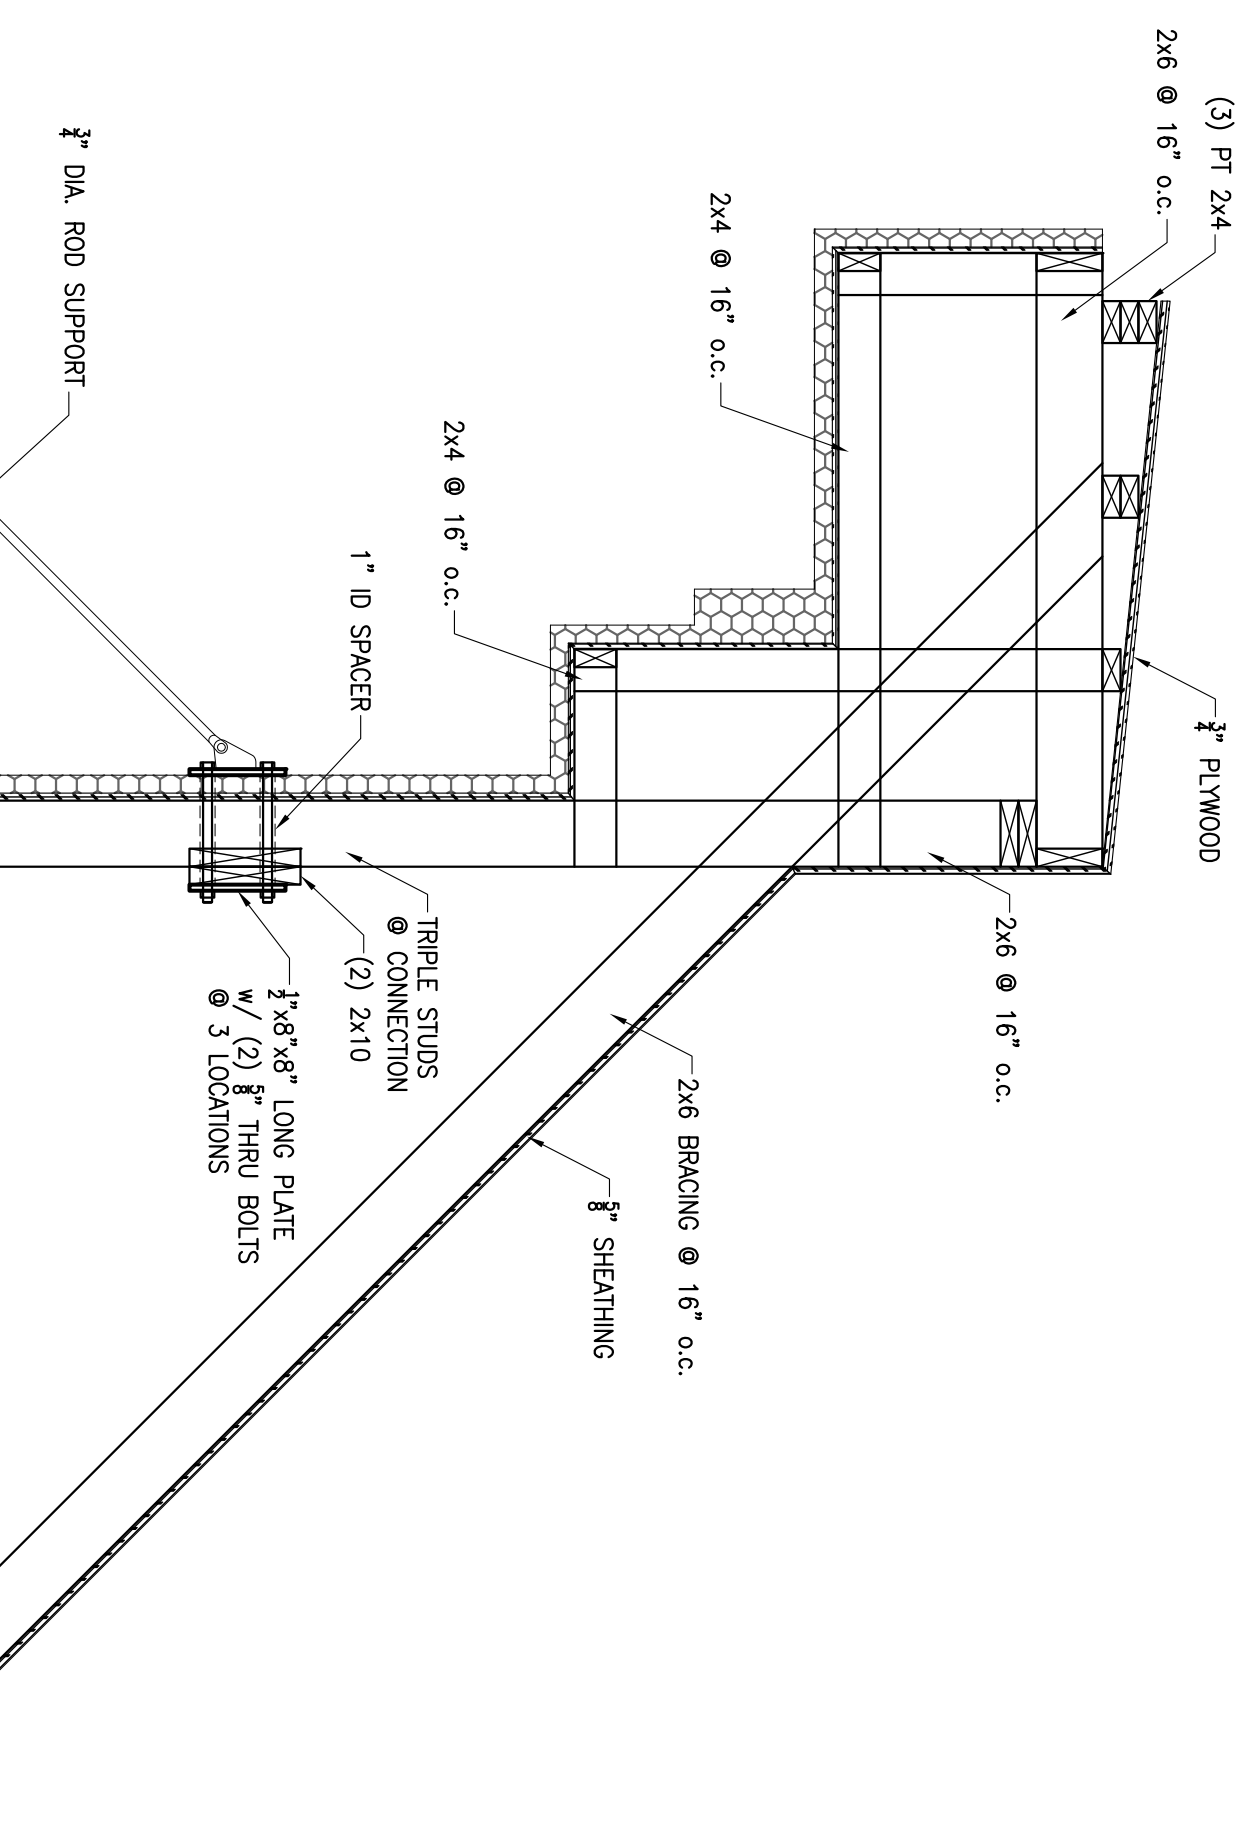 (3) PT 2x4
2x6 @ 16" o.c.
3/4" PLYWOOD
2x4 @ 16" o.c.
2x6 @ 16" o.c.
2x4 @ 16" o.c.
2x6 BRACING @ 16" o.c.
5/8" SHEATHING
1" ID SPACER
TRIPLE STUDS
@ CONNECTION
(2) 2x10
1/2"x8"x8" LONG PLATE
w/ (2) 5/8" THRU BOLTS
@ 3 LOCATIONS
3/4" DIA. ROD SUPPORT